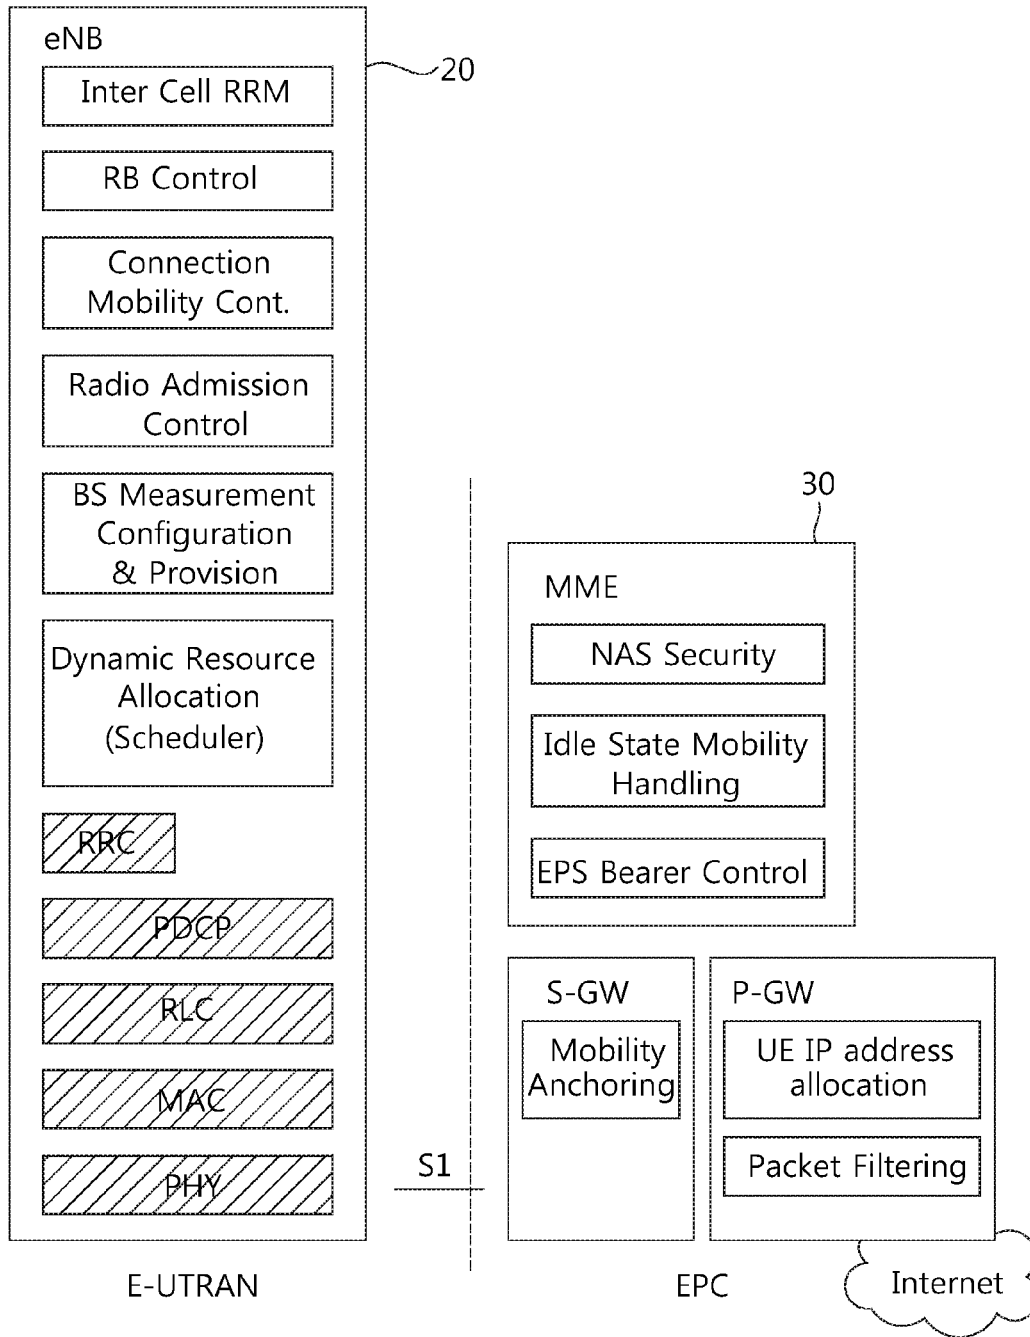 eNB
20
Inter Cell RRM
RB Control
Connection
Mobility Cont.
Radio Admission
Control
BS Measurement
Configuration
& Provision
Dynamic Resource
Allocation
(Scheduler)
RRC
PDCP
RLC
MAC
PHY
E-UTRAN
S1
30
MME
NAS Security
Idle State Mobility
Handling
EPS Bearer Control
S-GW
Mobility
Anchoring
P-GW
UE IP address
allocation
Packet Filtering
EPC
Internet